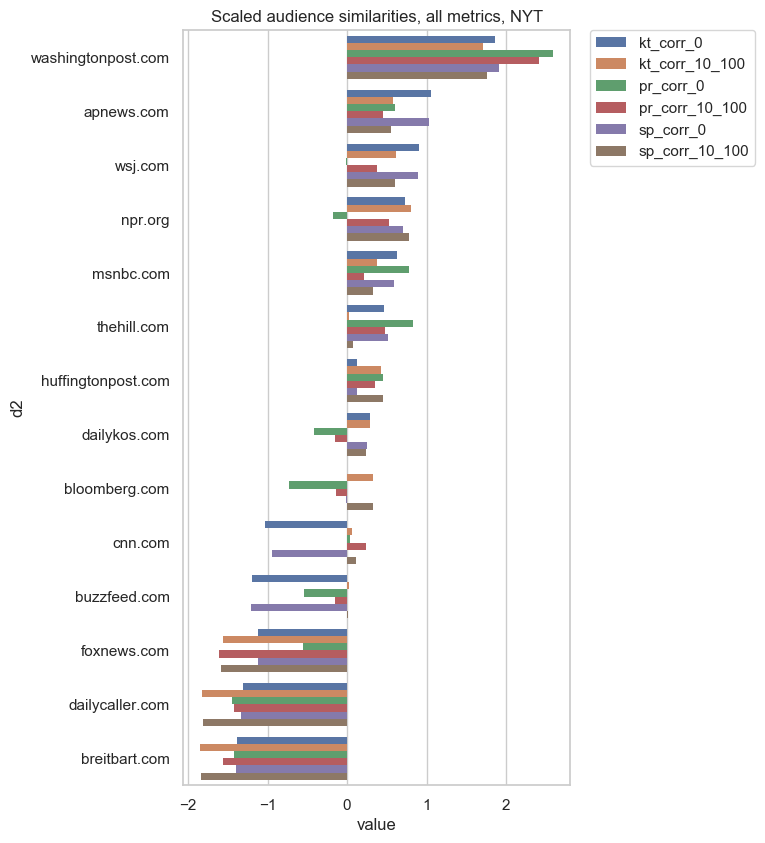 Scaled audience similarities, all metrics, NYT
kt_corr_0
kt_corr_10_100
pr_corr_0
pr_corr_10_100
sp_corr_0
sp_corr_10_100
d2
washingtonpost.com
apnews.com
wsj.com
npr.org
msnbc.com
thehill.com
huffingtonpost.com
dailykos.com
bloomberg.com
cnn.com
buzzfeed.com
foxnews.com
dailycaller.com
breitbart.com
−2 −1 0 1 2
value